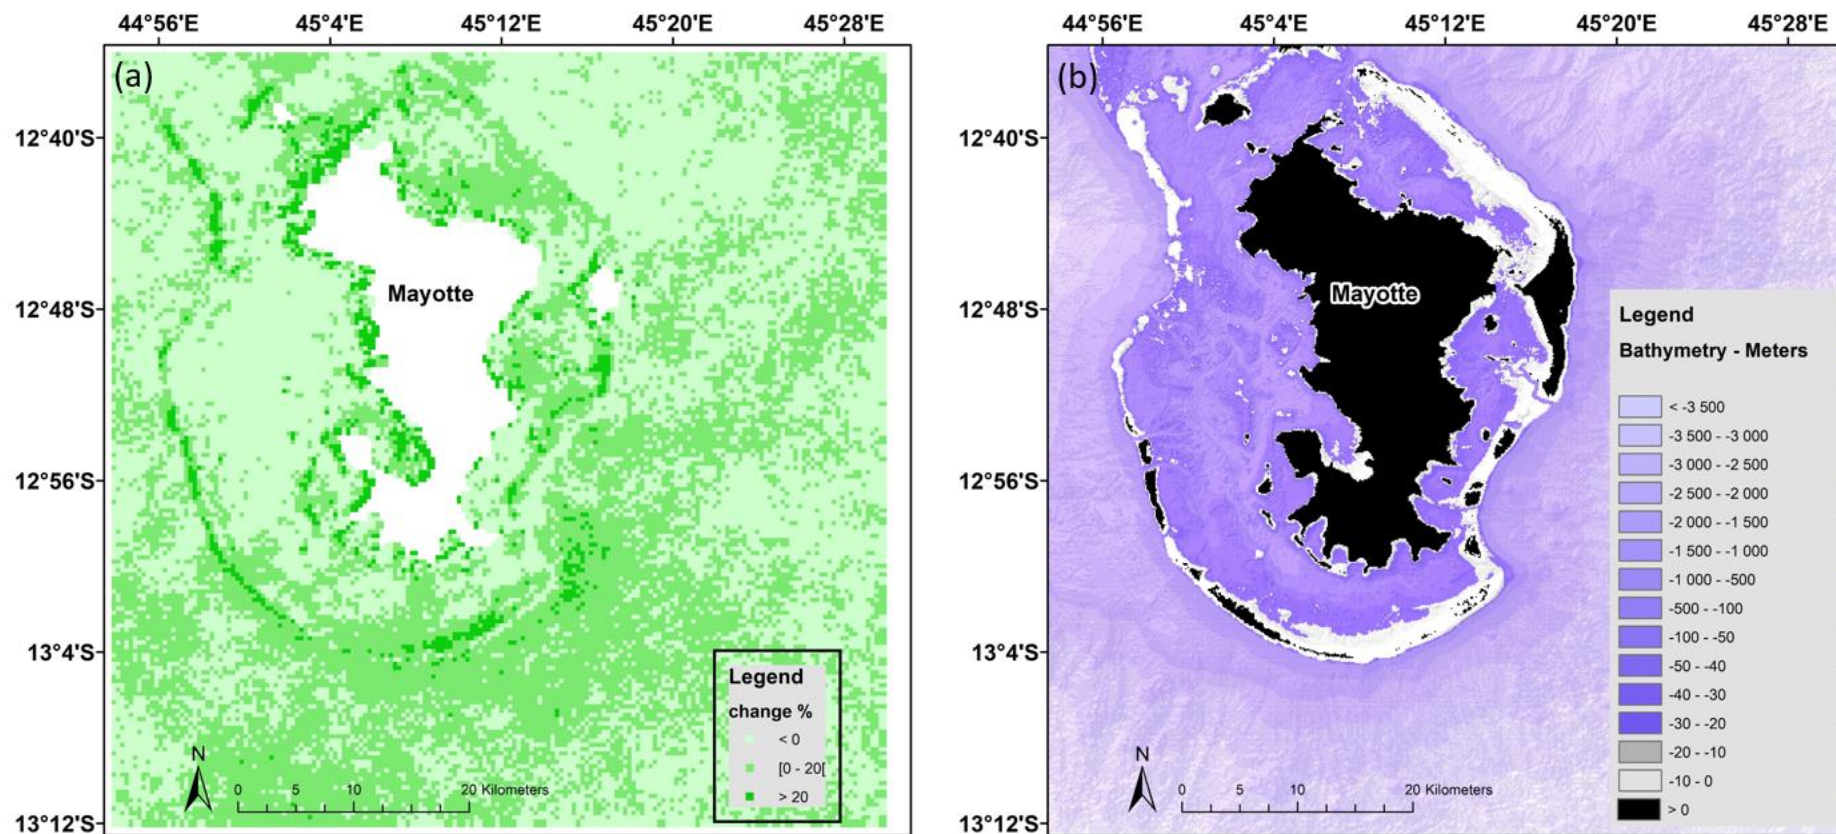 44°56'E 45°4'E 45°12'E 45°20'E 45°28'E
(a)
12°40'S
12°48'S
12°56'S
13°4'S
13°12'S
Mayotte
Legend
change %
< 0
[0 - 20[
> 20
N
0 5 10 20 Kilometers
44°56'E 45°4'E 45°12'E 45°20'E 45°28'E
(b)
12°40'S
12°48'S
12°56'S
13°4'S
13°12'S
Mayotte
Legend
Bathymetry - Meters
< -3 500
-3 500 - -3 000
-3 000 - -2 500
-2 500 - -2 000
-2 000 - -1 500
-1 500 - -1 000
-1 000 - -500
-500 - -100
-100 - -50
-50 - -40
-40 - -30
-30 - -20
-20 - -10
-10 - 0
> 0
N
0 5 10 20 Kilometers